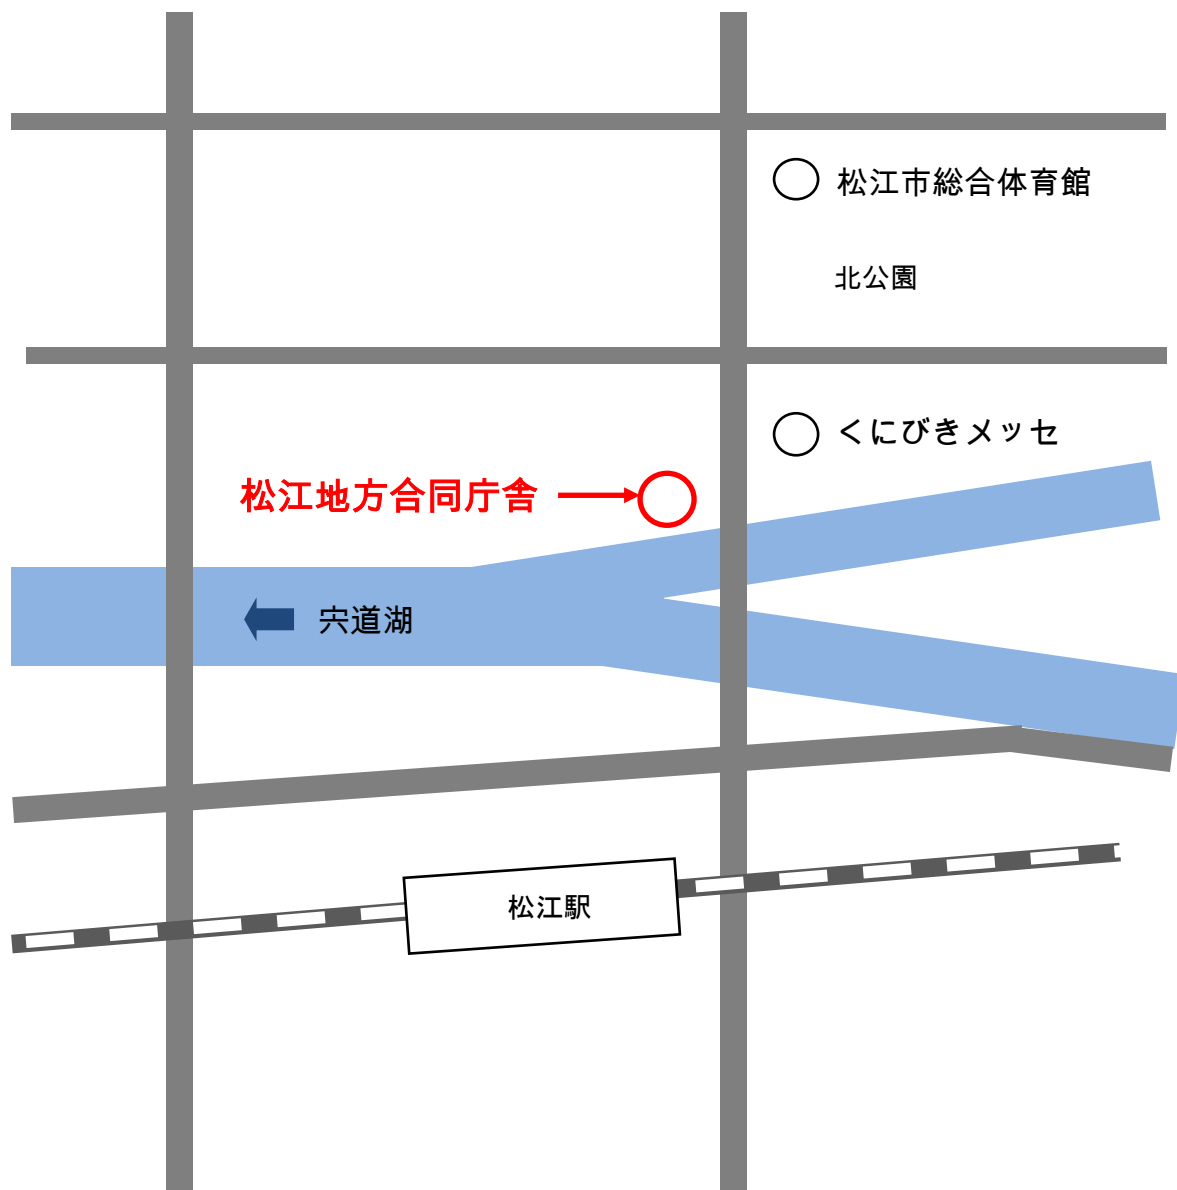 松江市総合体育館
北公園
くにびきメッセ
松江地方合同庁舎
宍道湖
松江駅